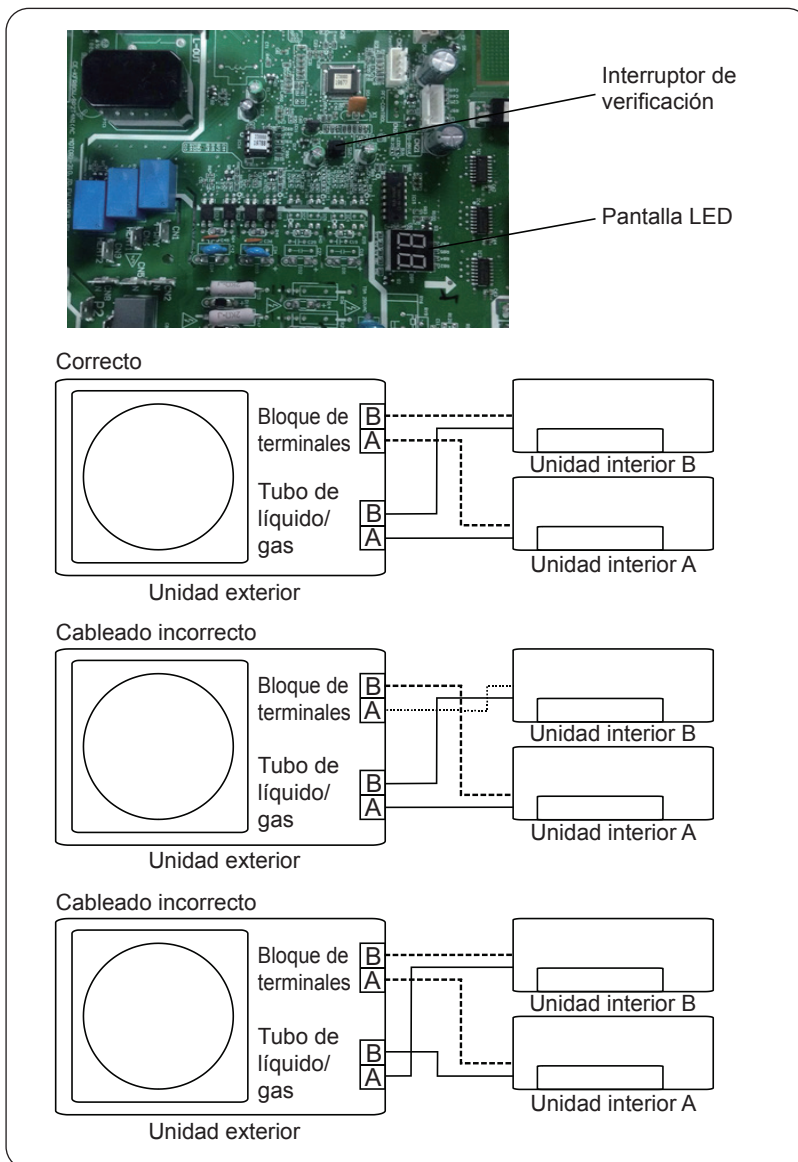 Interruptor de
verificación
Pantalla LED
Correcto
Bloque de
terminales
B
A
Tubo de
líquido/
gas
B
A
Unidad exterior
Unidad interior B
Unidad interior A
Cableado incorrecto
Bloque de
terminales
B
A
Tubo de
líquido/
gas
B
A
Unidad exterior
Unidad interior B
Unidad interior A
Cableado incorrecto
Bloque de
terminales
B
A
Tubo de
líquido/
gas
B
A
Unidad exterior
Unidad interior B
Unidad interior A